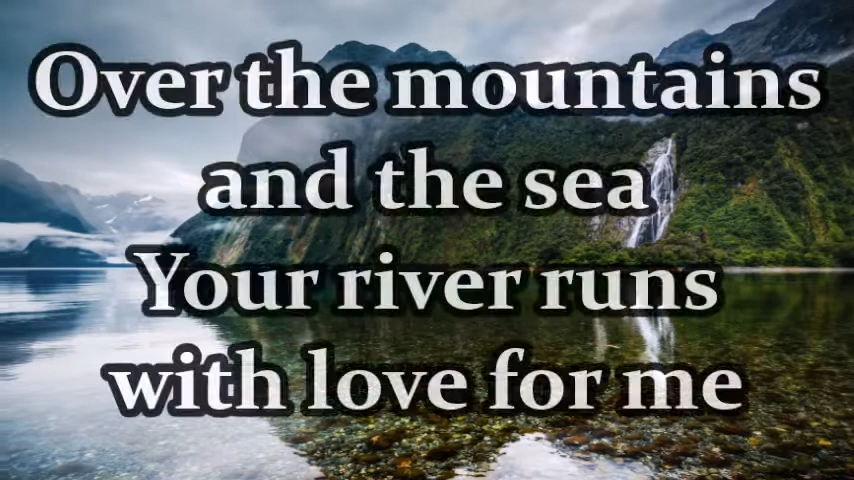 Over the mountains
and the sea
Your river runs
with love for me